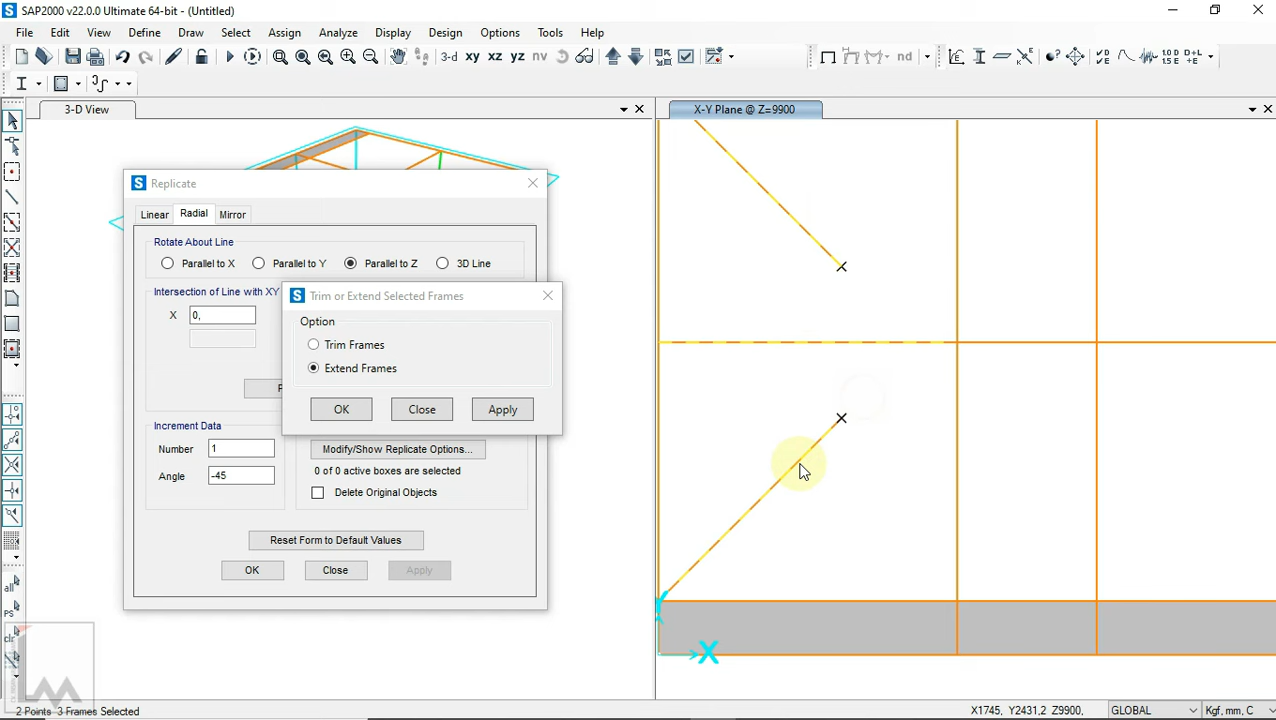 SAP2000 v22.0.0 Ultimate 64-bit - (Untitled)
File Edit View Define Draw Select Assign Analyze Display Design Options Tools Help
3-d xy xz yz nv nd
3-D View
X-Y Plane @ Z=9900
Replicate
Linear Radial Mirror
Rotate About Line
Parallel to X Parallel to Y Parallel to Z 3D Line
Intersection of Line with XY
X 0,
Trim or Extend Selected Frames
Option
Trim Frames
Extend Frames
OK Close Apply
Increment Data
Number 1
Angle -45
Modify/Show Replicate Options...
0 of 0 active boxes are selected
Delete Original Objects
Reset Form to Default Values
OK Close Apply
Y
X
all
PS
clr
2 Points 3 Frames Selected
X1745, Y2431,2 Z9900,
GLOBAL
Kgf, mm, C